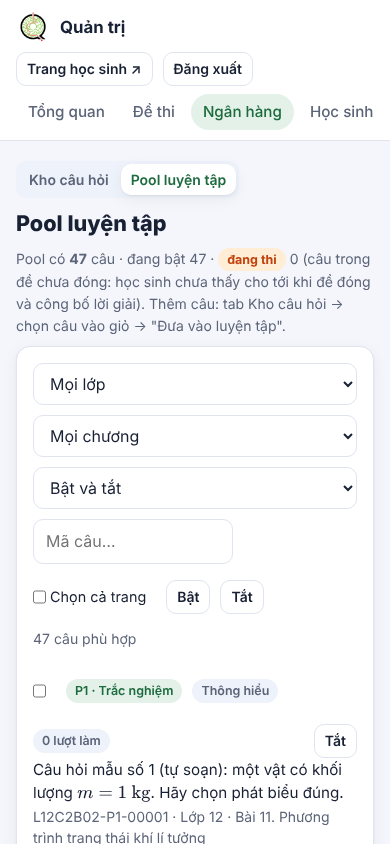 Quản trị
Trang học sinh ↗ Đăng xuất
Tổng quan Đề thi Ngân hàng Học sinh
Kho câu hỏi Pool luyện tập
Pool luyện tập
Pool có 47 câu · đang bật 47 · đang thi 0 (câu trong
đề chưa đóng: học sinh chưa thấy cho tới khi đề đóng
và công bố lời giải). Thêm câu: tab Kho câu hỏi →
chọn câu vào giỏ → "Đưa vào luyện tập".
Mọi lớp
Mọi chương
Bật và tắt
Mã câu...
Chọn cả trang Bật Tắt
47 câu phù hợp
P1 · Trắc nghiệm Thông hiểu
0 lượt làm Tắt
Câu hỏi mẫu số 1 (tự soạn): một vật có khối
lượng m = 1 kg. Hãy chọn phát biểu đúng.
L12C2B02-P1-00001 · Lớp 12 · Bài 11. Phương
trình trạng thái khí lí tưởng